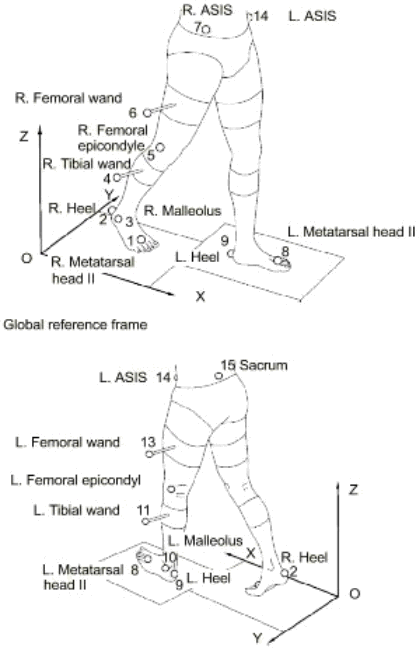 R. ASIS
7
14 L. ASIS
R. Femoral wand
6
Z
R. Femoral
epicondyle
5
R. Tibial wand
4
Y
R. Heel
2
3
R. Malleolus
1
L. Metatarsal head II
9
8
L. Heel
O
R. Metatarsal
head II
X
Global reference frame
15 Sacrum
L. ASIS 14
L. Femoral wand
13
L. Femoral epicondyl
L. Tibial wand
11
Z
L. Malleolus
X
R. Heel
10
L. Metatarsal
head II
8
2
L. Heel
9
O
Y